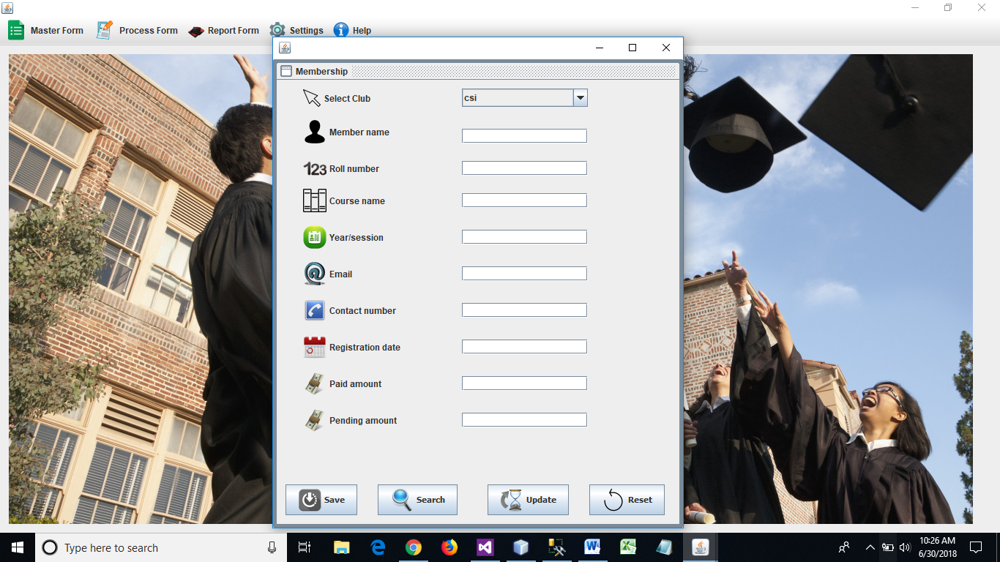 Master Form Process Form Report Form Settings Help
Membership
Select Club csi
Member name
123 Roll number
Course name
Year/session
Email
Contact number
Registration date
Paid amount
Pending amount
Save Search Update Reset
Type here to search
10:26 AM
6/30/2018